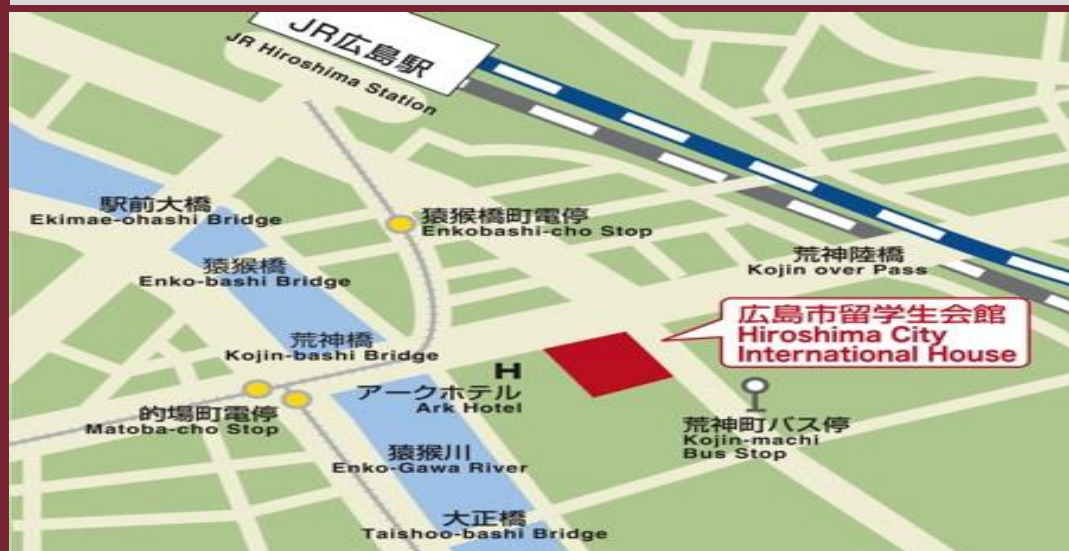 JR広島駅
JR Hiroshima Station
駅前大橋
Ekimae-ohashi Bridge
猿猴橋町電停
Enkobashi-cho Stop
猿猴橋
Enko-bashi Bridge
荒神陸橋
Kojin over Pass
広島市留学生会館
Hiroshima City
International House
荒神橋
Kojin-bashi Bridge
H
アークホテル
Ark Hotel
的場町電停
Matoba-cho Stop
荒神町バス停
Kojin-machi
Bus Stop
猿猴川
Enko-Gawa River
大正橋
Taishoo-bashi Bridge